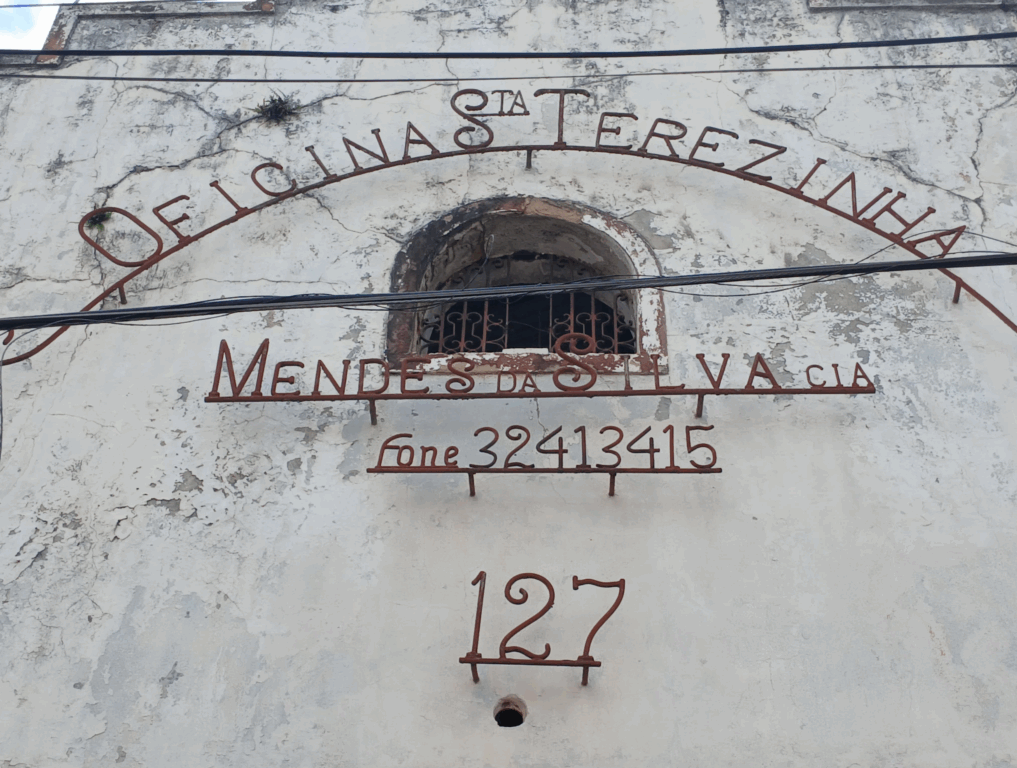 OFICINA STA TEREZINHA
MENDES DA SILVA CIA
fone 32413415
127